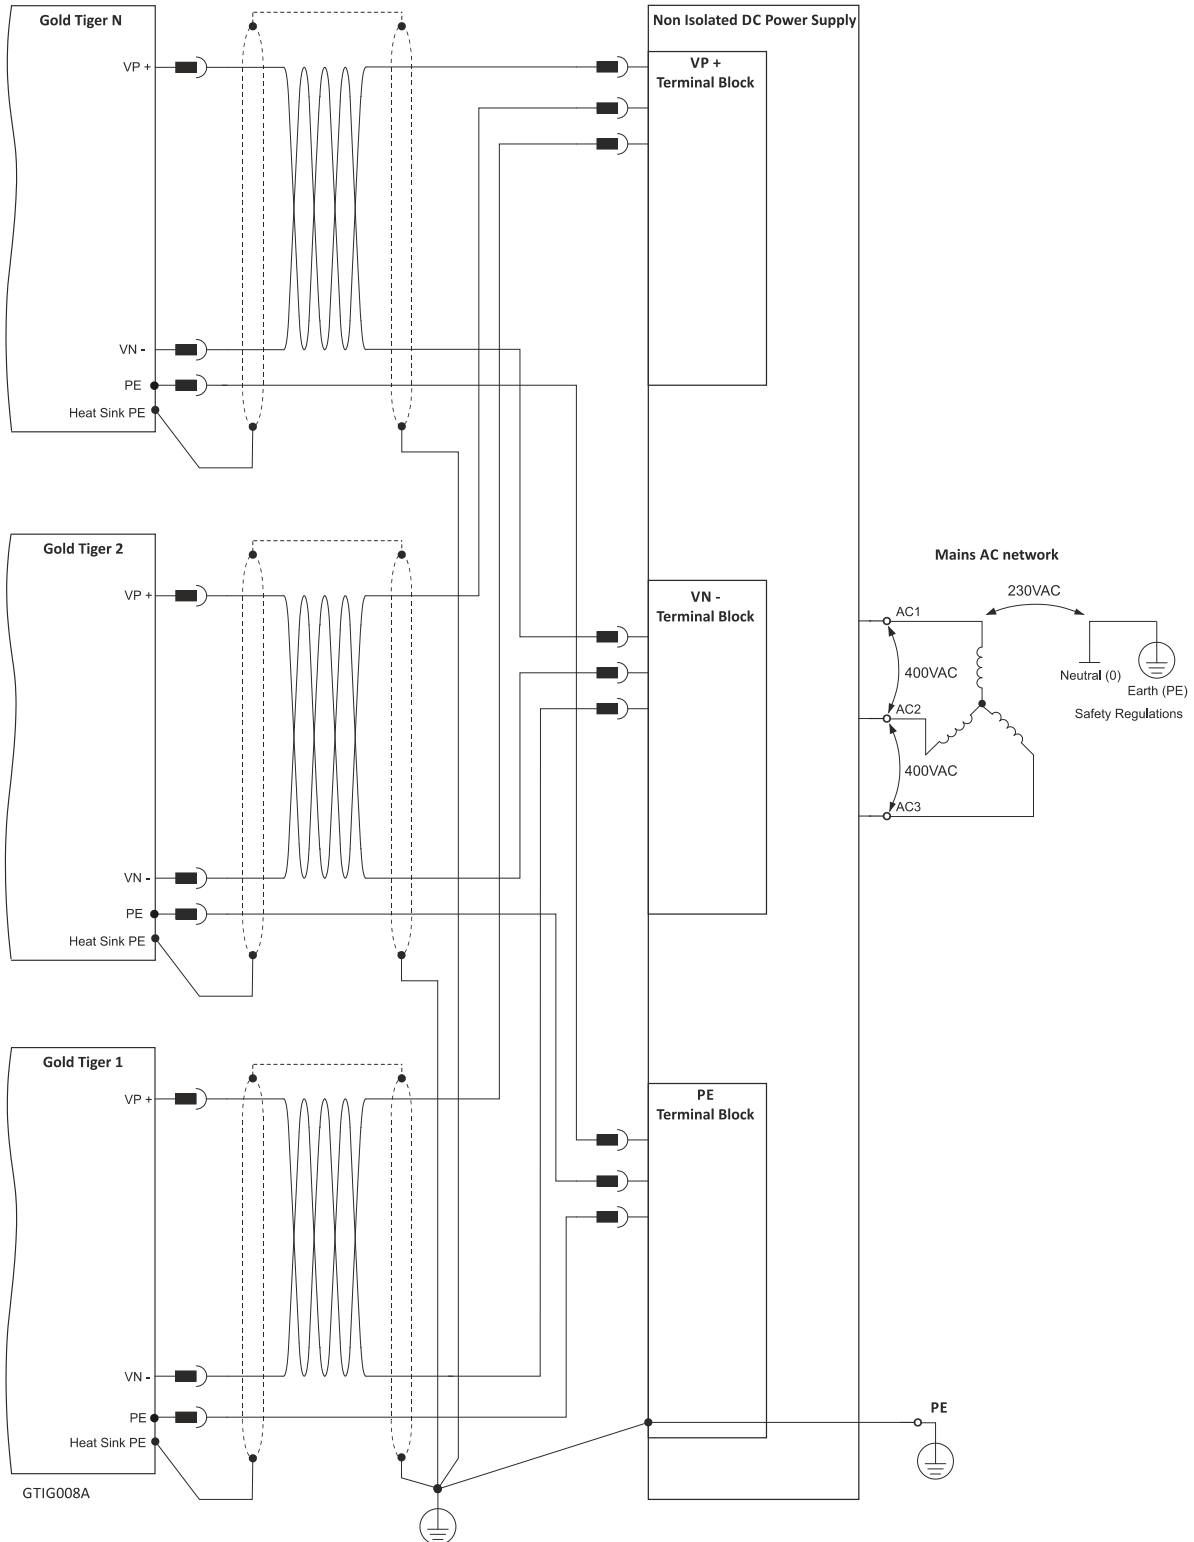 Gold Tiger N
VP +
VN -
PE
Heat Sink PE
Gold Tiger 2
VP +
VN -
PE
Heat Sink PE
Gold Tiger 1
VP +
VN -
PE
Heat Sink PE
GTIG008A
Non Isolated DC Power Supply
VP +
Terminal Block
VN -
Terminal Block
PE
Terminal Block
Mains AC network
230VAC
AC1
400VAC
AC2
400VAC
AC3
Neutral (0)
Earth (PE)
Safety Regulations
PE